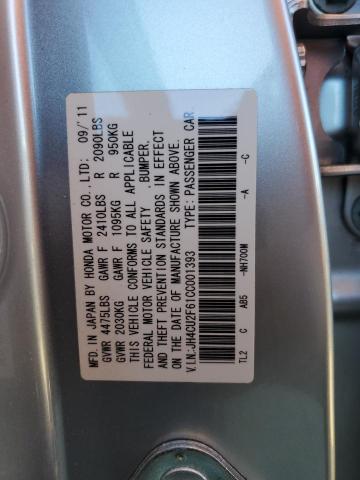 MFD. IN JAPAN BY HONDA MOTOR CO., LTD: 09/'11
GVWR 4475LBS GAWR F 2410LBS R 2090LBS
GVWR 2030KG GAWR F 1095KG R 950KG
THIS VEHICLE CONFORMS TO ALL APPLICABLE
FEDERAL MOTOR VEHICLE SAFETY , BUMPER,
AND THEFT PREVENTION STANDARDS IN EFFECT
ON THE DATE OF MANUFACTURE SHOWN ABOVE.
V.I.N:JH4CU2F61CC001393 TYPE: PASSENGER CAR
TL2 C AB5 -NH700M -A -C